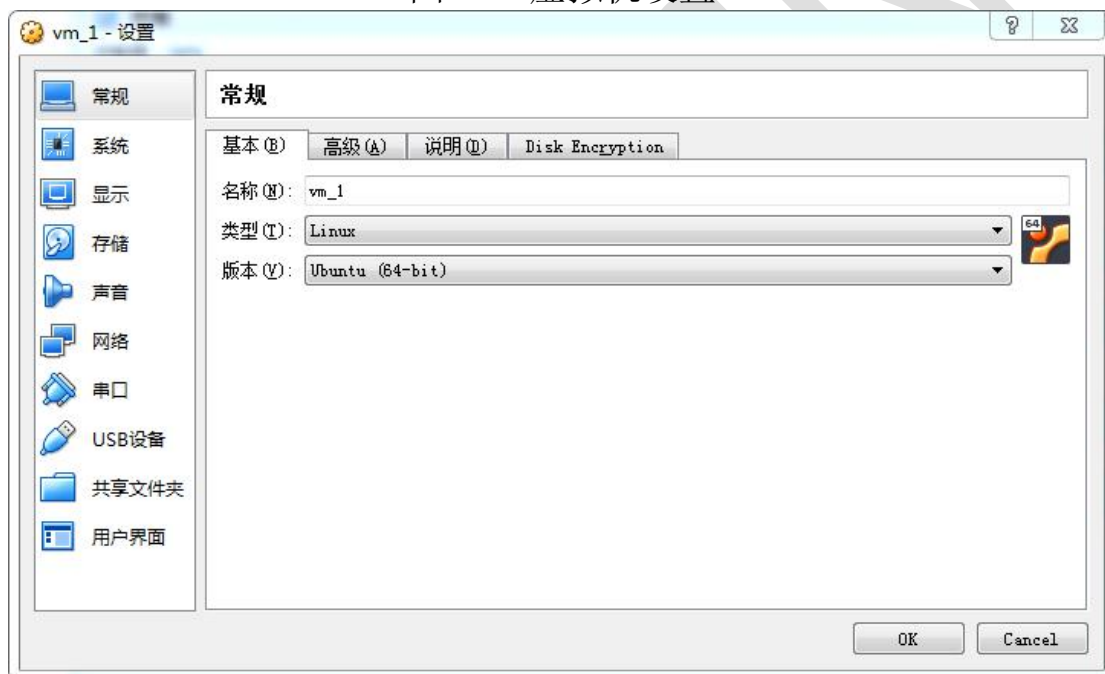 vm_1 - 设置
常规
系统
显示
存储
声音
网络
串口
USB设备
共享文件夹
用户界面
常规
基本(B) 高级(A) 说明(D) Disk Encryption
名称(N): vm_1
类型(T): Linux
64
版本(V): Ubuntu (64-bit)
OK Cancel